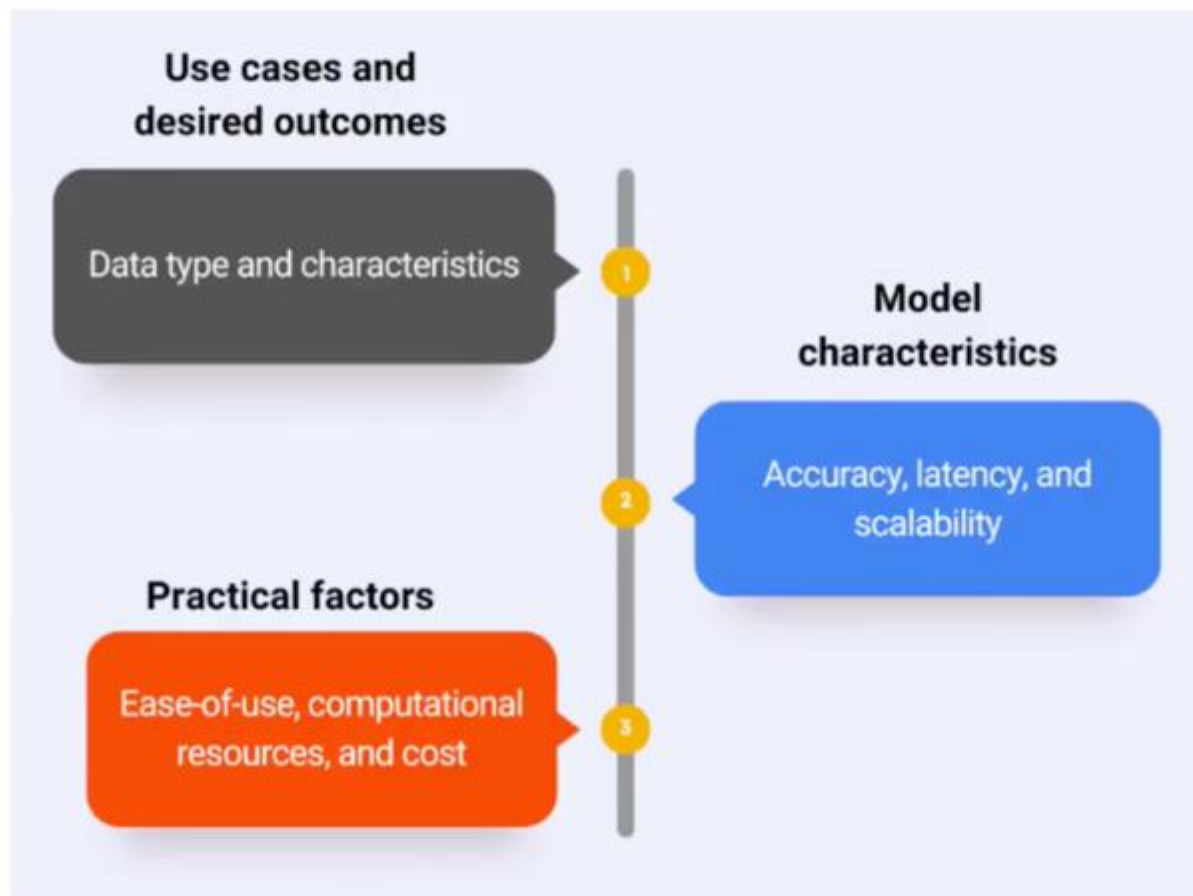 Use cases and
desired outcomes
Data type and characteristics
1
Model
characteristics
Accuracy, latency, and
scalability
2
Practical factors
Ease-of-use, computational
resources, and cost
3